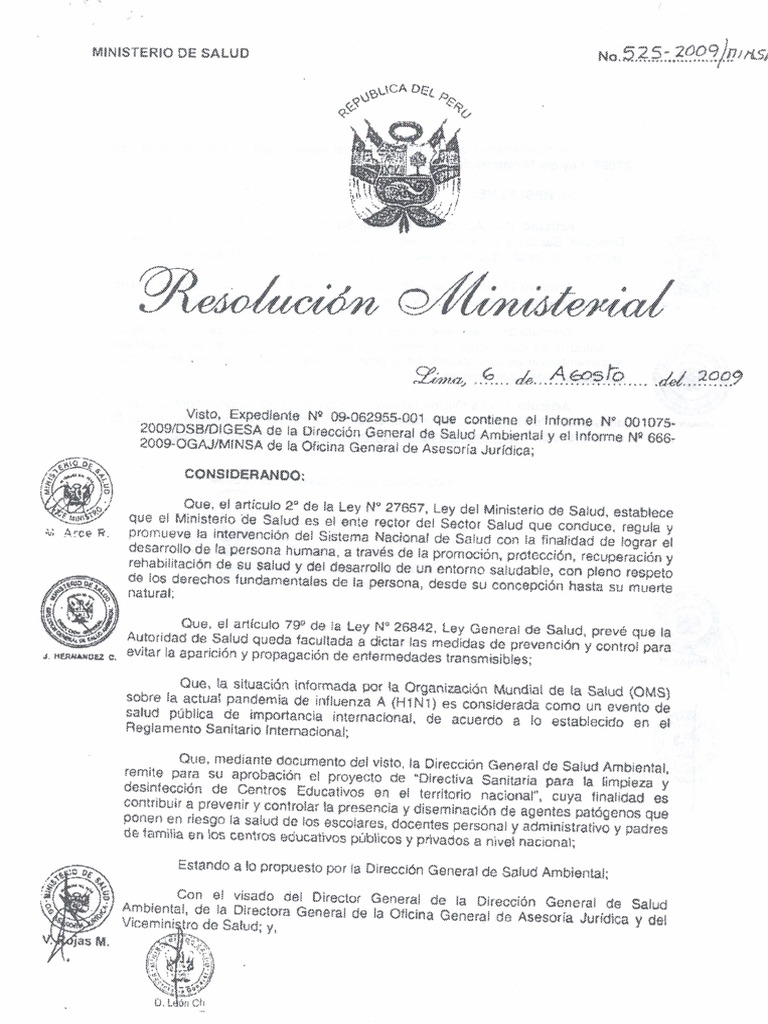 MINISTERIO DE SALUD
No. 525-2009/MINSA
REPUBLICA DEL PERU
Resolución Ministerial
Lima, 6 de AGOSTO del 2009
Visto, Expediente Nº 09-062955-001 que contiene el Informe N° 001075-
2009/DSB/DIGESA de la Dirección General de Salud Ambiental y el Informe Nº 666-
2009-OGAJ/MINSA de la Oficina General de Asesoría Jurídica;
CONSIDERANDO:
Que, el artículo 2º de la Ley N° 27657, Ley del Ministerio de Salud, establece
que el Ministerio de Salud es el ente rector del Sector Salud que conduce, regula y
promueve la intervención del Sistema Nacional de Salud con la finalidad de lograr el
desarrollo de la persona humana, a través de la promoción, protección, recuperación y
rehabilitación de su salud y del desarrollo de un entorno saludable, con pleno respeto
de los derechos fundamentales de la persona, desde su concepción hasta su muerte
natural;
MINISTERIO DE SALUD
M. Arce R.
Que, el artículo 79º de la Ley N° 26842, Ley General de Salud, prevé que la
Autoridad de Salud queda facultada a dictar las medidas de prevención y control para
evitar la aparición y propagación de enfermedades transmisibles;
MINISTERIO DE SALUD
J. HERNANDEZ C.
Que, la situación informada por la Organización Mundial de la Salud (OMS)
sobre la actual pandemia de influenza A (H1N1) es considerada como un evento de
salud pública de importancia internacional, de acuerdo a lo establecido en el
Reglamento Sanitario Internacional;
Que, mediante documento del visto, la Dirección General de Salud Ambiental,
remite para su aprobación el proyecto de "Directiva Sanitaria para la limpieza y
desinfección de Centros Educativos en el territorio nacional", cuya finalidad es
contribuir a prevenir y controlar la presencia y diseminación de agentes patógenos que
ponen en riesgo la salud de los escolares, docentes personal y administrativo y padres
de familia en los centros educativos públicos y privados a nivel nacional;
Estando a lo propuesto por la Dirección General de Salud Ambiental;
Con el visado del Director General de la Dirección General de Salud
Ambiental, de la Directora General de la Oficina General de Asesoría Jurídica y del
Viceministro de Salud; y,
MINISTERIO DE SALUD
V. Rojas M.
D. León Ch